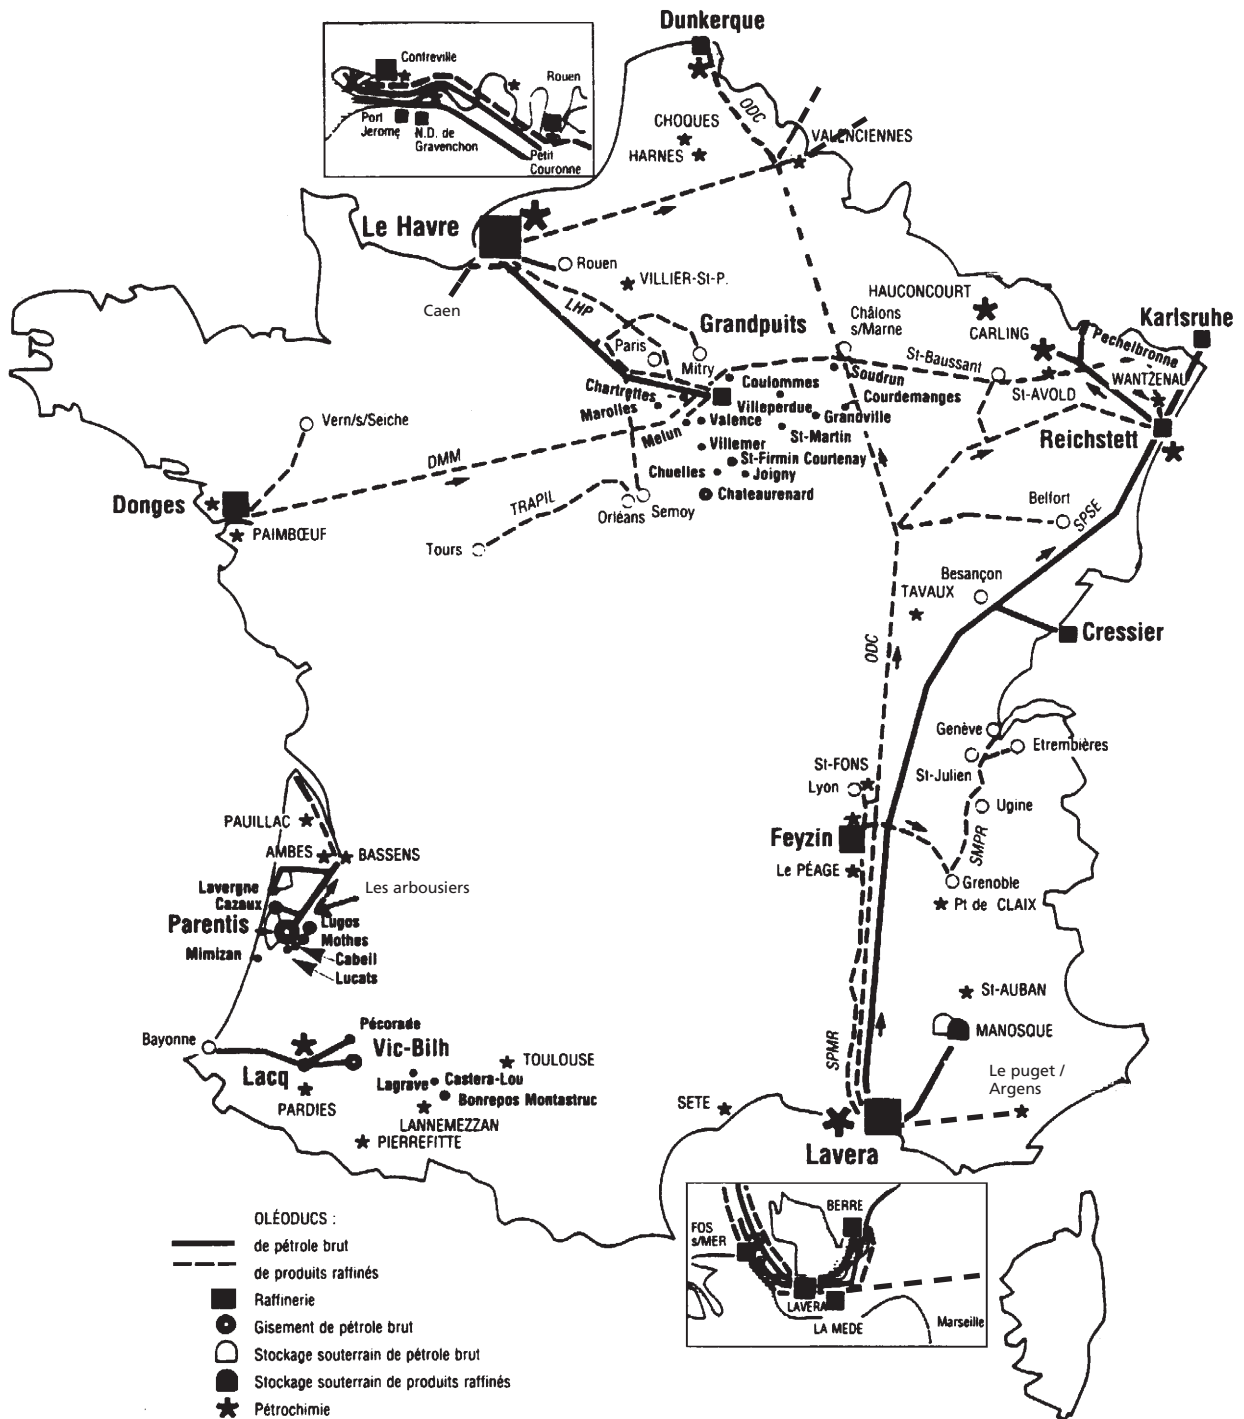 Dunkerque
Contreville
Rouen
Port
Jerome
N.D. de
Gravenchon
Petit
Couronne
ODC
CHOQUES
HARNES
VALENCIENNES
Le Havre
Rouen
VILLIER-St-P.
Caen
LHP
HAUCONCOURT
Châlons
s/Marne
CARLING
Karlsruhe
Pechelbronne
Grandpuits
Paris
Mitry
St-Baussant
WANTZENAU
St-AVOLD
Soudrun
Coulommes
Courdemanges
Chartrettes
Marolles
Villeperdue
Grandville
Valence
Melun
St-Martin
Reichstett
Vern/s/Seiche
Villemer
St-Firmin Courtenay
Chuelles
Joigny
Chateaurenard
DMM
Donges
PAIMBŒUF
TRAPIL
Orléans
Semoy
Tours
Belfort
SPSE
Besançon
TAVAUX
Cressier
ODC
Genève
Etrembières
St-Julien
St-FONS
Lyon
Ugine
Feyzin
SMPR
Le PÉAGE
Grenoble
Pt de CLAIX
PAUILLAC
AMBES
BASSENS
Lavergne
Cazaux
Les arbousiers
Parentis
Lugos
Mothes
Mimizan
Cabeil
Lucats
St-AUBAN
MANOSQUE
SPMR
Le puget /
Argens
Bayonne
Pécorade
Vic-Bilh
TOULOUSE
Lacq
Lagrave
Castera-Lou
PARDIES
Bonrepos Montastruc
LANNEMEZZAN
PIERREFITTE
SETE
Lavera
BERRE
FOS
s/MER
LAVERA
LA MEDE
Marseille
OLÉODUCS :
de pétrole brut
de produits raffinés
Raffinerie
Gisement de pétrole brut
Stockage souterrain de pétrole brut
Stockage souterrain de produits raffinés
Pétrochimie